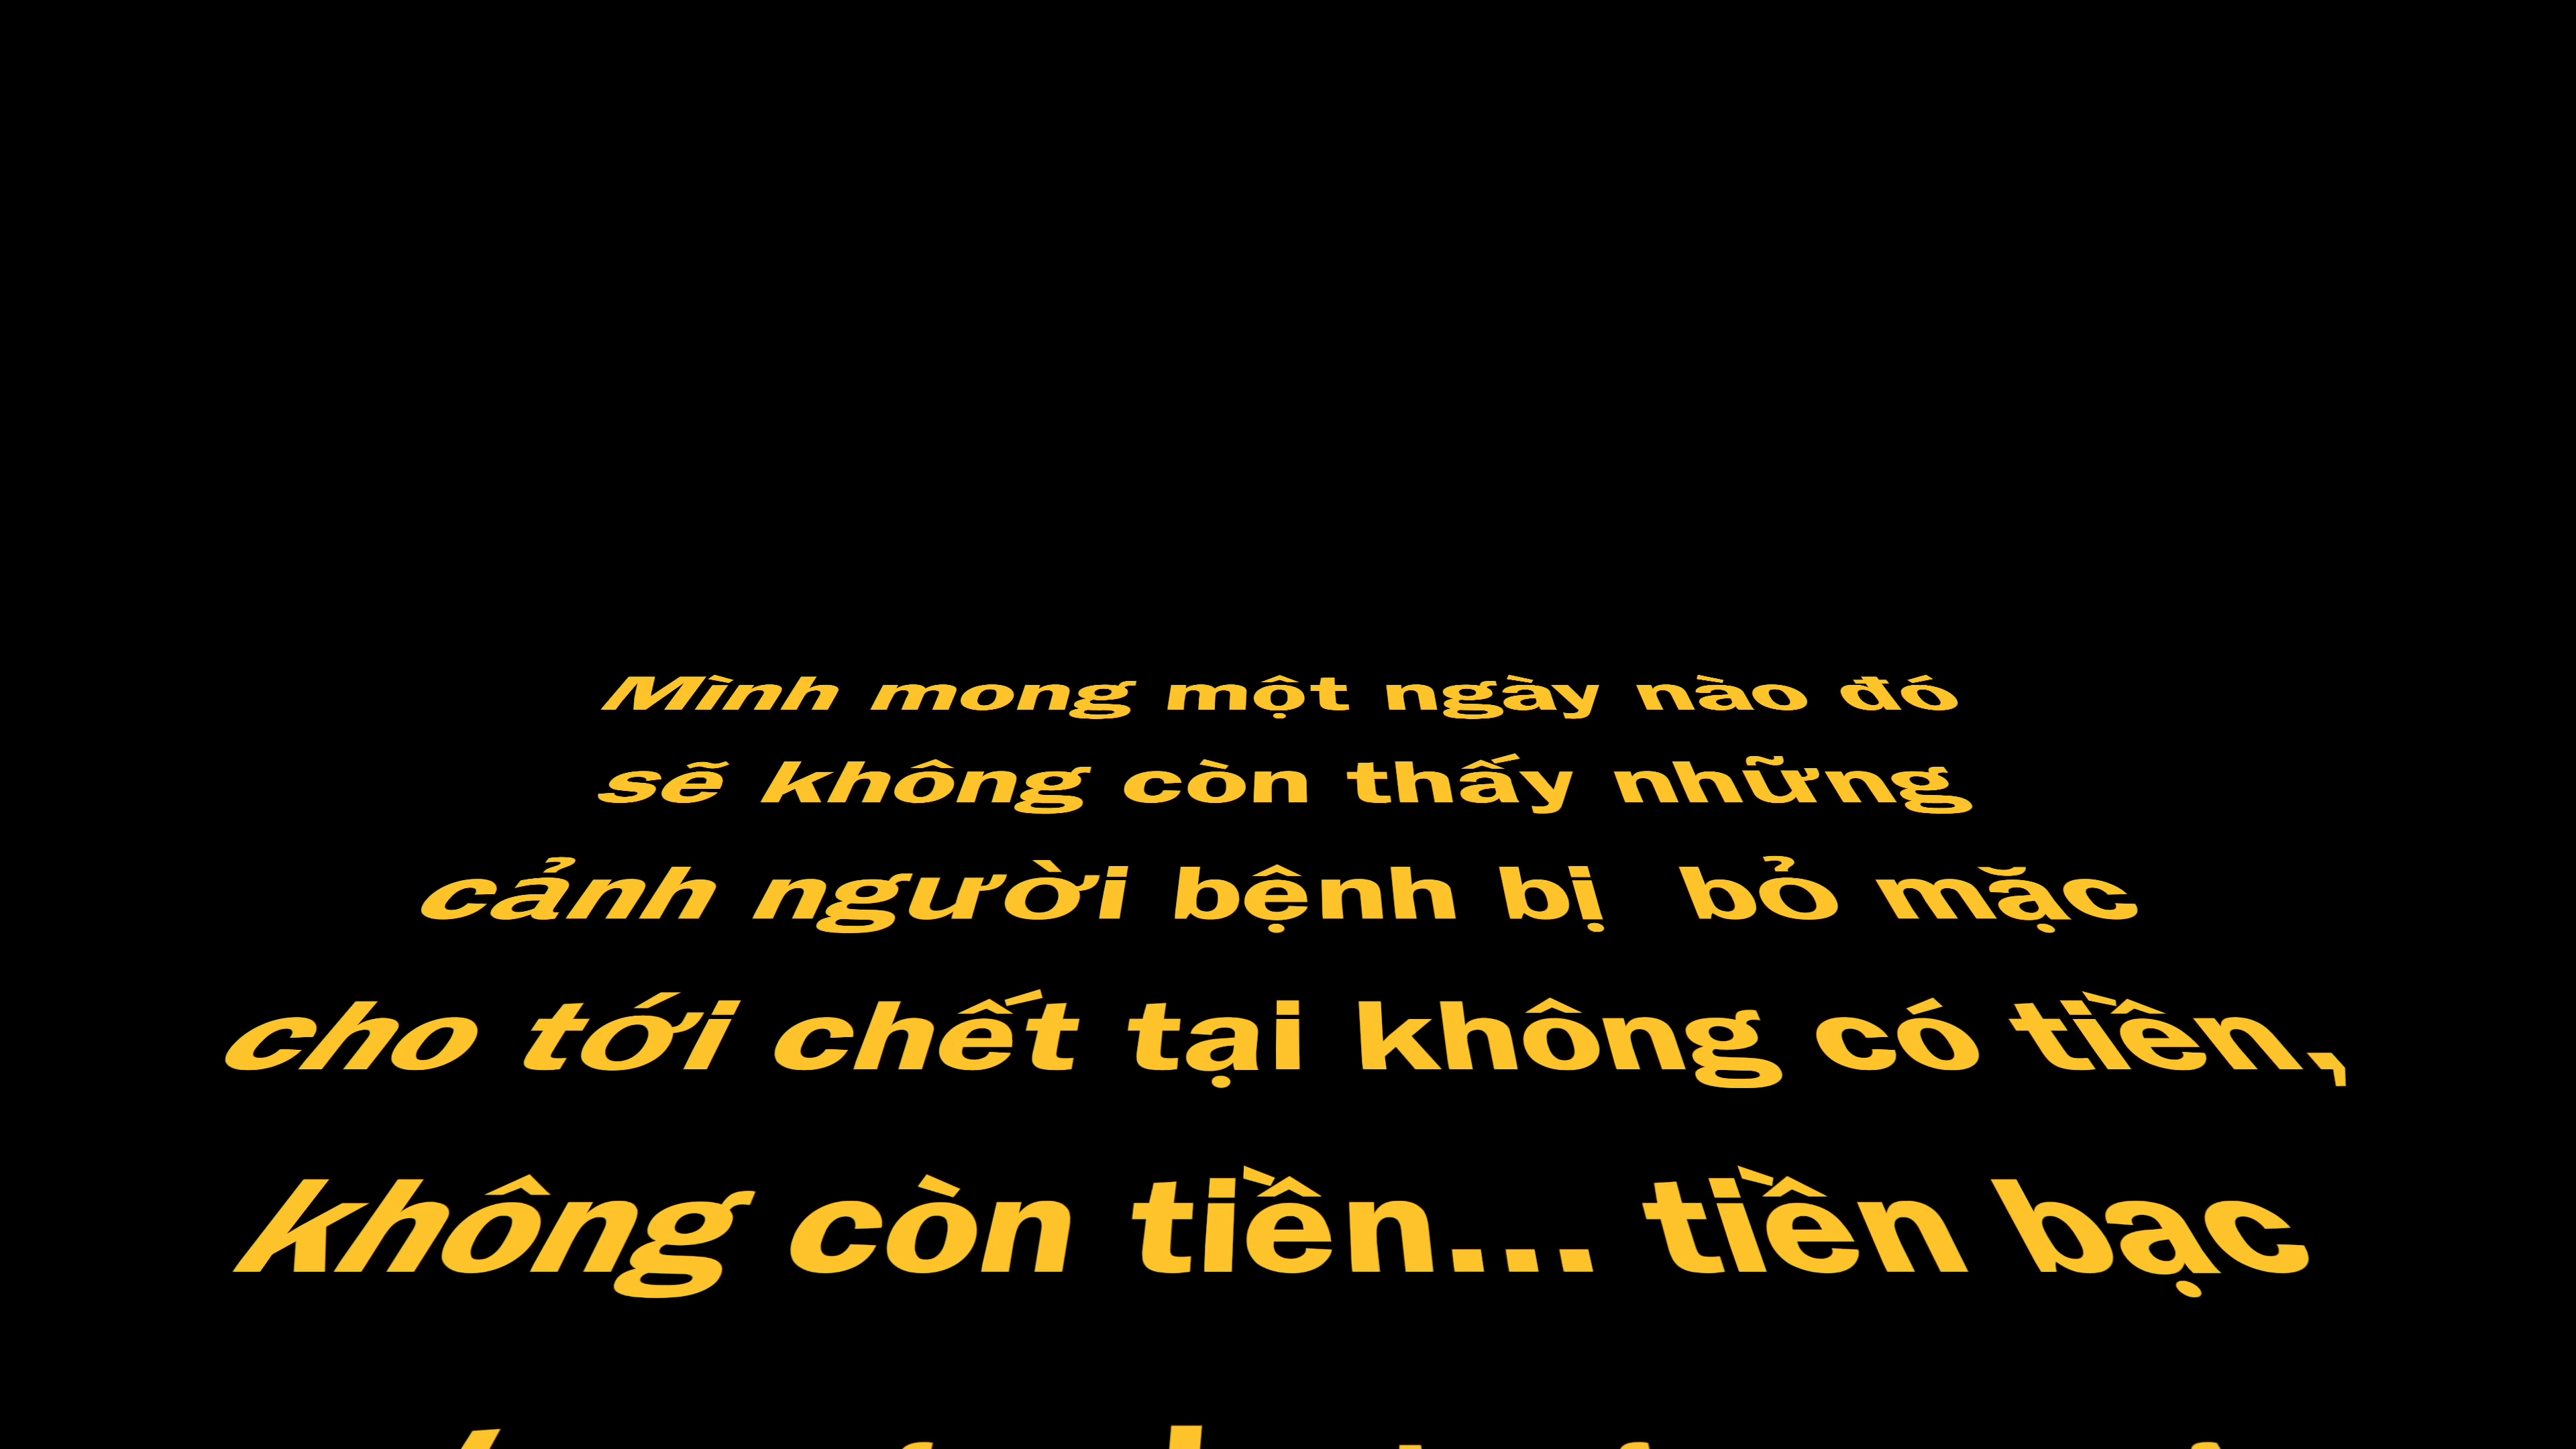 Mình mong một ngày nào đó
sẽ không còn thấy những
cảnh người bệnh bị  bỏ mặc
cho tới chết tại không có tiền,
không còn tiền... tiền bạc